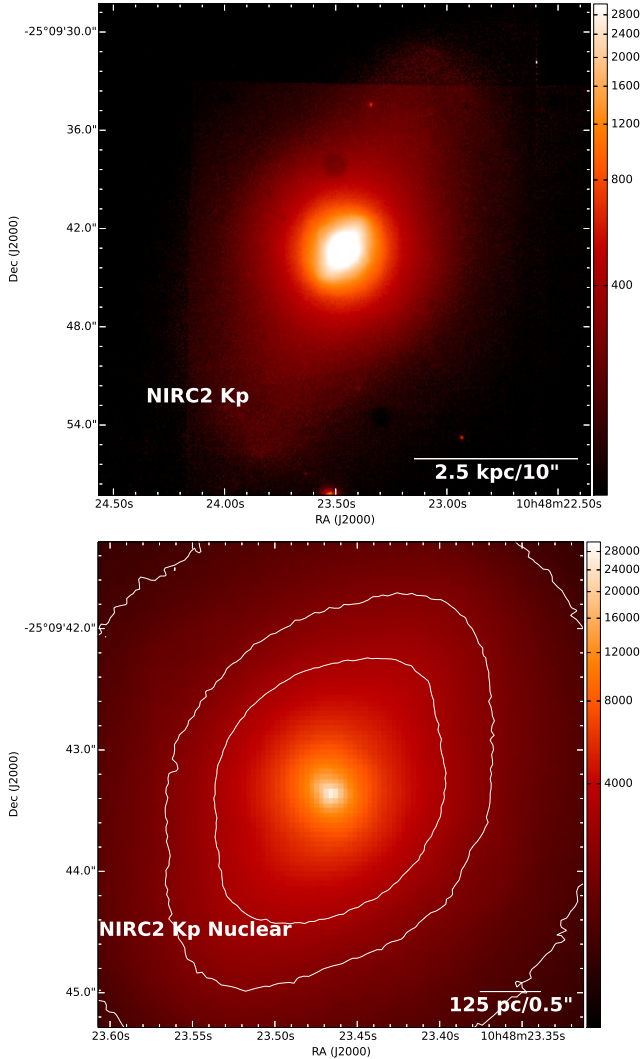 -25°09'30.0"
36.0"
42.0"
48.0"
54.0"
Dec (J2000)
NIRC2 Kp
2.5 kpc/10"
24.50s
24.00s
23.50s
23.00s
10h48m22.50s
RA (J2000)
2800
2000
1600
1200
800
400
-25°09'42.0"
43.0"
44.0"
45.0"
Dec (J2000)
NIRC2 Kp Nuclear
125 pc/0.5"
23.60s
23.55s
23.50s
23.45s
23.40s
10h48m23.35s
RA (J2000)
28000
20000
16000
12000
8000
4000